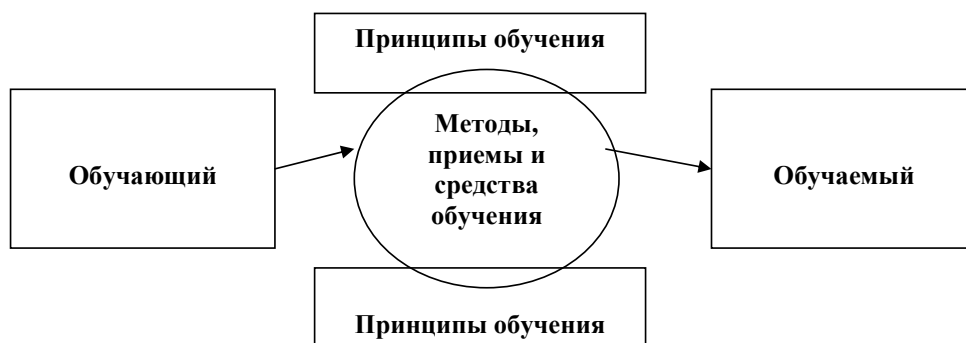 Принципы обучения
Обучающий
Методы,
приемы и
средства
обучения
Обучаемый
Принципы обучения